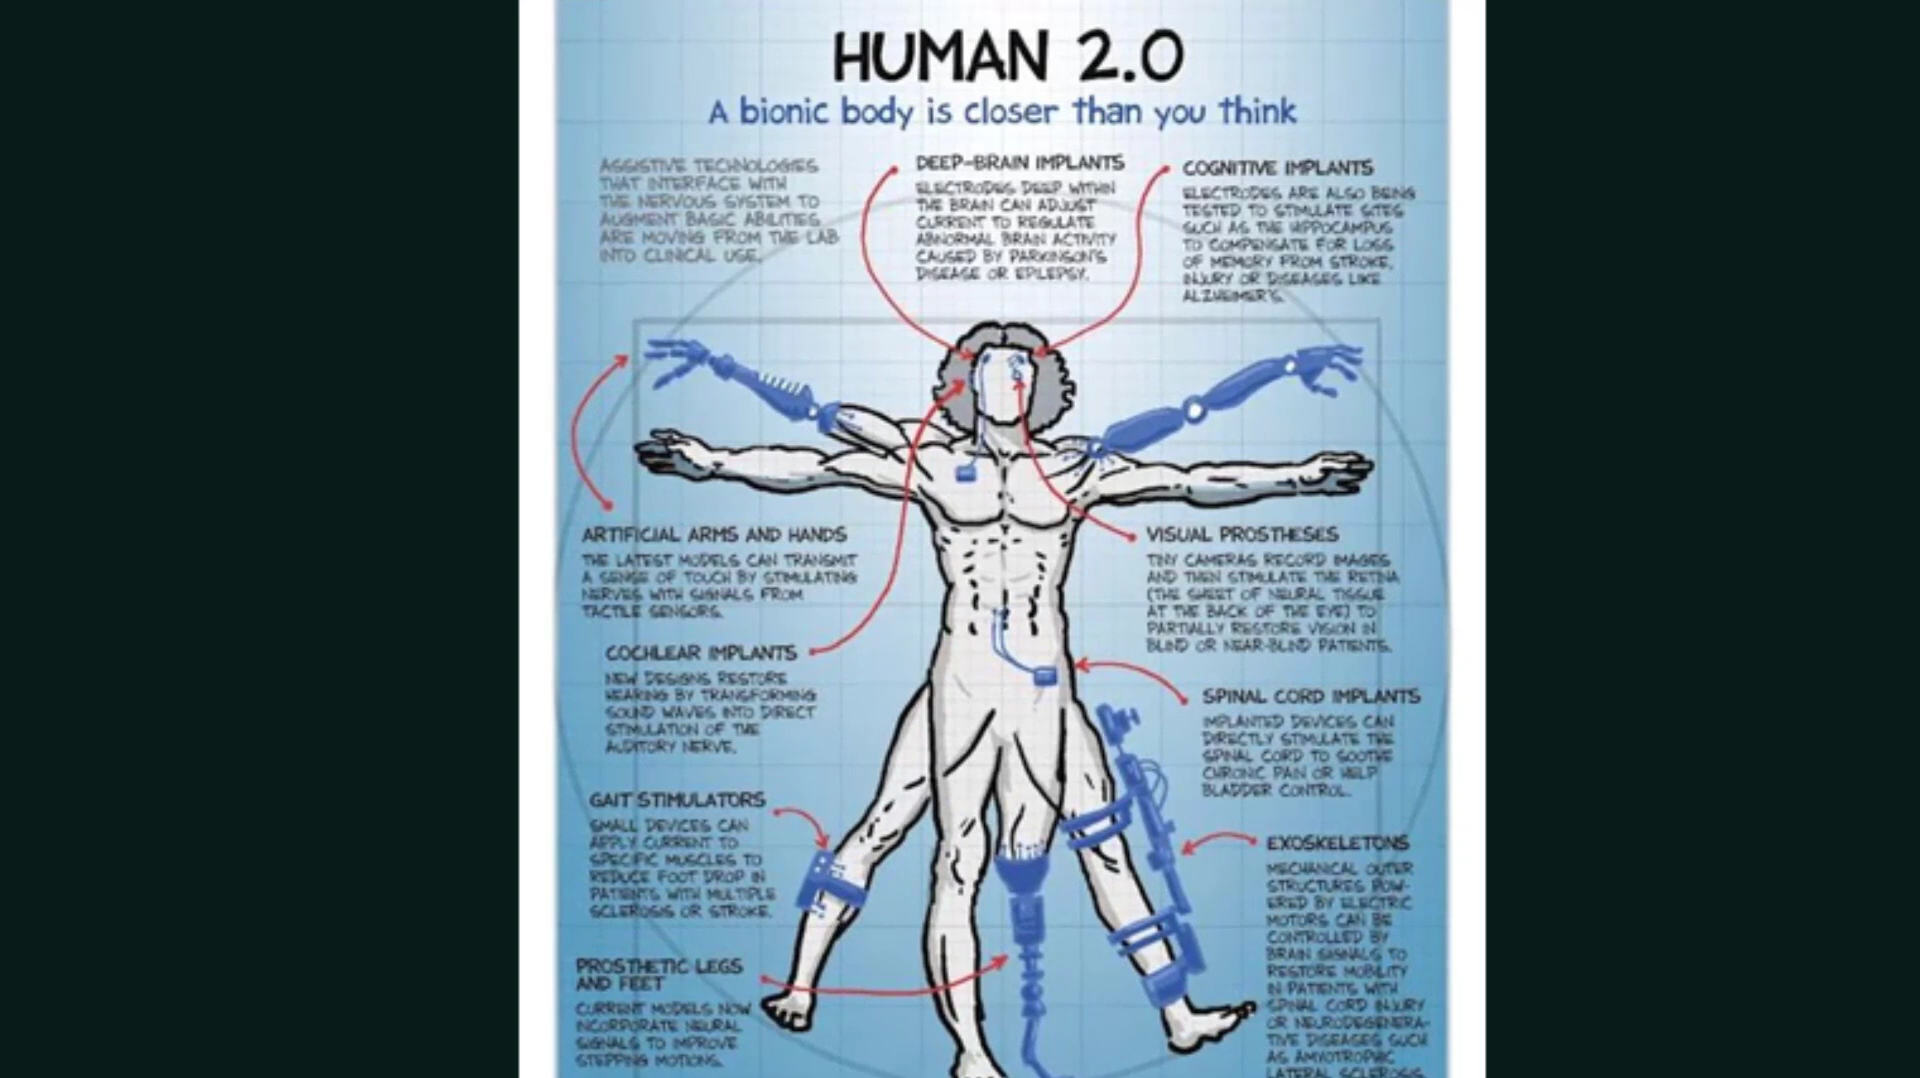 HUMAN 2.0
A bionic body is closer than you think
ASSISTIVE TECHNOLOGIES
THAT INTERFACE WITH
THE NERVOUS SYSTEM TO
AUGMENT BASIC ABILITIES
ARE MOVING FROM THE LAB
INTO CLINICAL USE.
DEEP-BRAIN IMPLANTS
ELECTRODES DEEP WITHIN
THE BRAIN CAN ADJUST
CURRENT TO REGULATE
ABNORMAL BRAIN ACTIVITY
CAUSED BY PARKINSON'S
DISEASE OR EPILEPSY.
COGNITIVE IMPLANTS
ELECTRODES ARE ALSO BEING
TESTED TO STIMULATE SITES
SUCH AS THE HIPPOCAMPUS
TO COMPENSATE FOR LOSS
OF MEMORY FROM STROKE,
INJURY OR DISEASES LIKE
ALZHEIMER'S.
ARTIFICIAL ARMS AND HANDS
THE LATEST MODELS CAN TRANSMIT
A SENSE OF TOUCH BY STIMULATING
NERVES WITH SIGNALS FROM
TACTILE SENSORS.
VISUAL PROSTHESES
TINY CAMERAS RECORD IMAGES
AND THEN STIMULATE THE RETINA
(THE SHEET OF NEURAL TISSUE
AT THE BACK OF THE EYE) TO
PARTIALLY RESTORE VISION IN
BLIND OR NEAR-BLIND PATIENTS.
COCHLEAR IMPLANTS
NEW DESIGNS RESTORE
HEARING BY TRANSFORMING
SOUND WAVES INTO DIRECT
STIMULATION OF THE
AUDITORY NERVE.
SPINAL CORD IMPLANTS
IMPLANTED DEVICES CAN
DIRECTLY STIMULATE THE
SPINAL CORD TO SOOTHE
CHRONIC PAIN OR HELP
BLADDER CONTROL.
GAIT STIMULATORS
SMALL DEVICES CAN
APPLY CURRENT TO
SPECIFIC MUSCLES TO
REDUCE FOOT DROP IN
PATIENTS WITH MULTIPLE
SCLEROSIS OR STROKE.
EXOSKELETONS
MECHANICAL OUTER
STRUCTURES POW-
ERED BY ELECTRIC
MOTORS CAN BE
CONTROLLED BY
BRAIN SIGNALS TO
RESTORE MOBILITY
IN PATIENTS WITH
SPINAL CORD INJURY
OR NEURODEGENERA-
TIVE DISEASES SUCH
AS AMYOTROPHIC
LATERAL SCLEROSIS.
PROSTHETIC LEGS
AND FEET
CURRENT MODELS NOW
INCORPORATE NEURAL
SIGNALS TO IMPROVE
STEPPING MOTIONS.